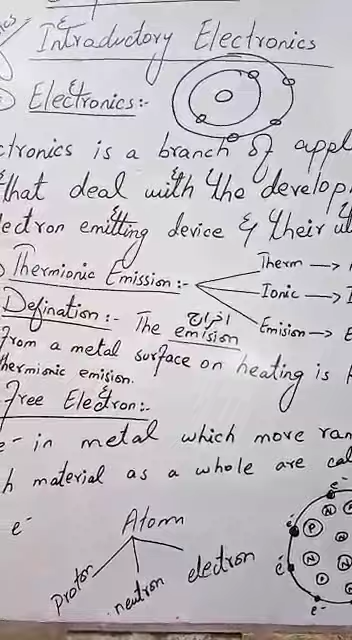 Intraductory Electronics
Electronics:-
ctronics is a branch of appl
that deal with the develop
lectron emitting device & their
Thermionic Emission:-
Therm →
Ionic →
Emision →
Defination:- The emision
اخراج
From a metal surface on heating is
thermionic emision.
Free Electron:-
e- in metal which more ran
h material as a whole are cal
e-
Atom
proton
neutron
electron
e-
e-
e-
e-
P
N
P
N
N
P
N